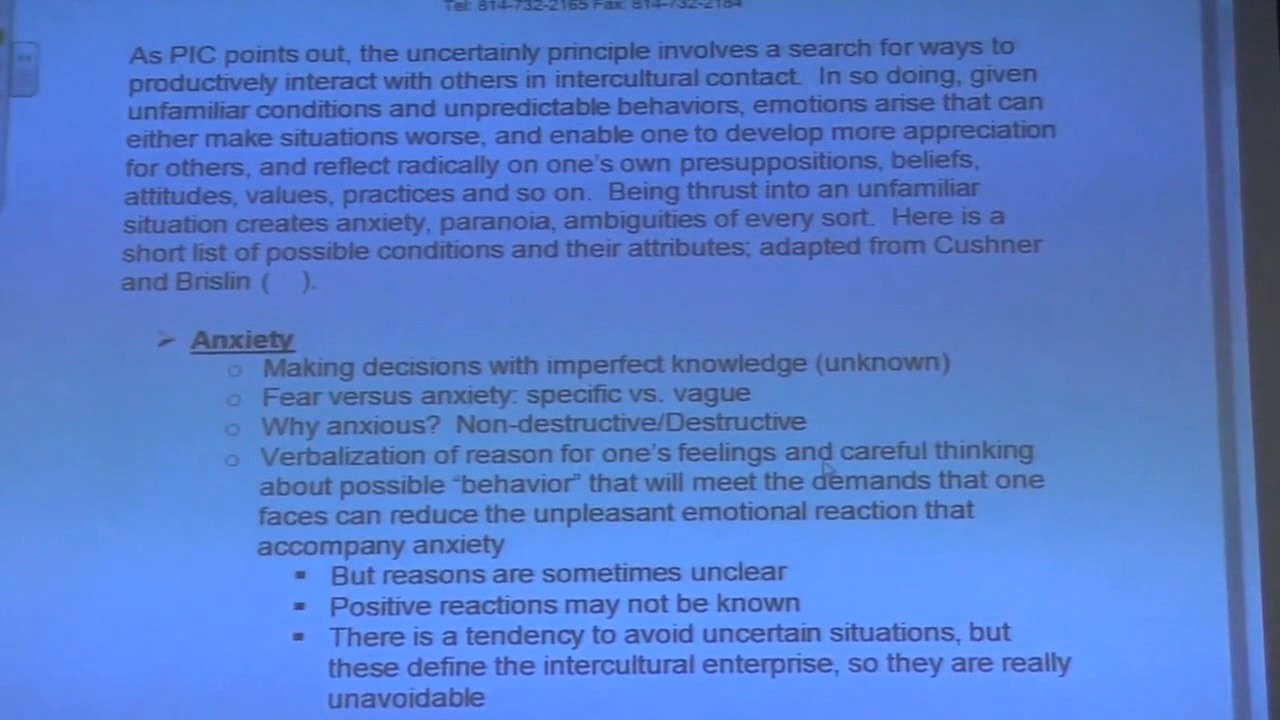 Tel: 814-732-2165 Fax: 814-732-2184
As PIC points out, the uncertainly principle involves a search for ways to
productively interact with others in intercultural contact. In so doing, given
unfamiliar conditions and unpredictable behaviors, emotions arise that can
either make situations worse, and enable one to develop more appreciation
for others, and reflect radically on one's own presuppositions, beliefs,
attitudes, values, practices and so on. Being thrust into an unfamiliar
situation creates anxiety, paranoia, ambiguities of every sort. Here is a
short list of possible conditions and their attributes; adapted from Cushner
and Brislin ( ).
➢ Anxiety
o Making decisions with imperfect knowledge (unknown)
o Fear versus anxiety: specific vs. vague
o Why anxious? Non-destructive/Destructive
o Verbalization of reason for one's feelings and careful thinking
about possible “behavior” that will meet the demands that one
faces can reduce the unpleasant emotional reaction that
accompany anxiety
▪ But reasons are sometimes unclear
▪ Positive reactions may not be known
▪ There is a tendency to avoid uncertain situations, but
these define the intercultural enterprise, so they are really
unavoidable